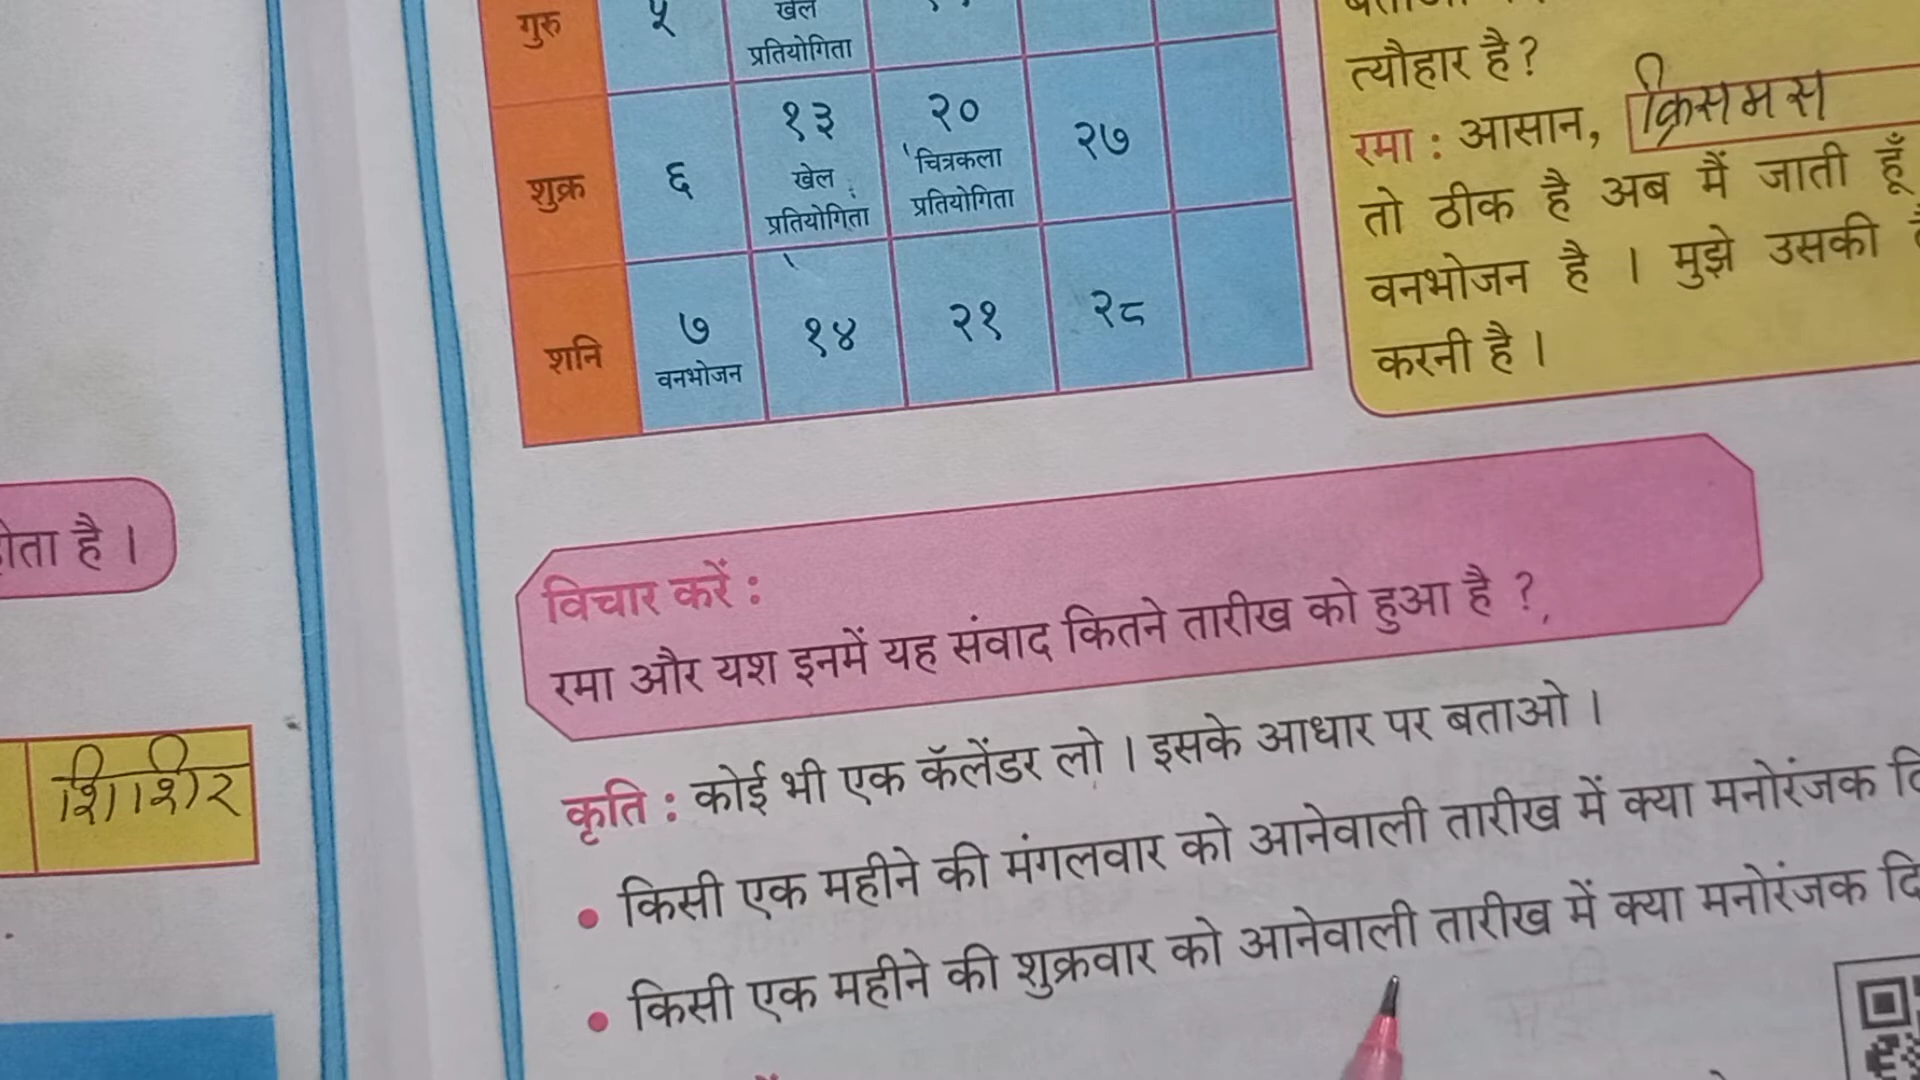 गुरु ५ खेल
प्रतियोगिता
शुक्र ६ १३ २० २७
खेल चित्रकला
प्रतियोगिता प्रतियोगिता
शनि ७ १४ २१ २८
वनभोजन
त्यौहार है?
रमा : आसान, क्रिसमस
तो ठीक है अब मैं जाती हूँ
वनभोजन है । मुझे उसकी
करनी है ।
होता है ।
शिशिर
विचार करें :
रमा और यश इनमें यह संवाद कितने तारीख को हुआ है ?
कृति : कोई भी एक कॅलेंडर लो । इसके आधार पर बताओ ।
• किसी एक महीने की मंगलवार को आनेवाली तारीख में क्या मनोरंजक
• किसी एक महीने की शुक्रवार को आनेवाली तारीख में क्या मनोरंजक